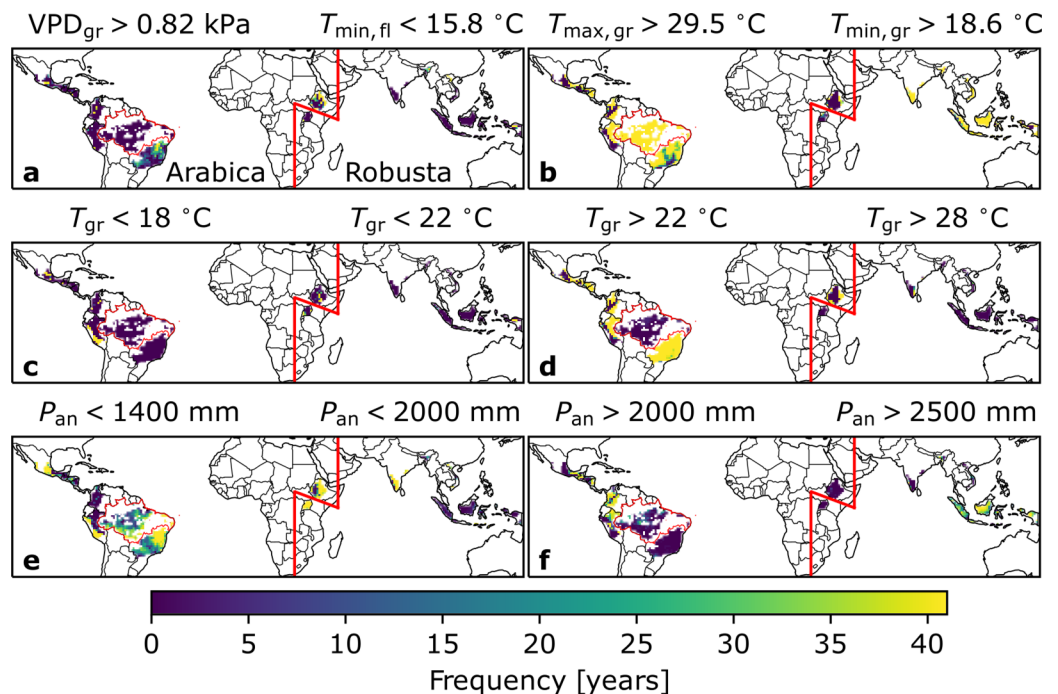 VPDgr > 0.82 kPa Tmin, fl < 15.8 °C Tmax, gr > 29.5 °C Tmin, gr > 18.6 °C
a Arabica Robusta b
Tgr < 18 °C Tgr < 22 °C Tgr > 22 °C Tgr > 28 °C
c d
Pan < 1400 mm Pan < 2000 mm Pan > 2000 mm Pan > 2500 mm
e f
0 5 10 15 20 25 30 35 40
Frequency [years]